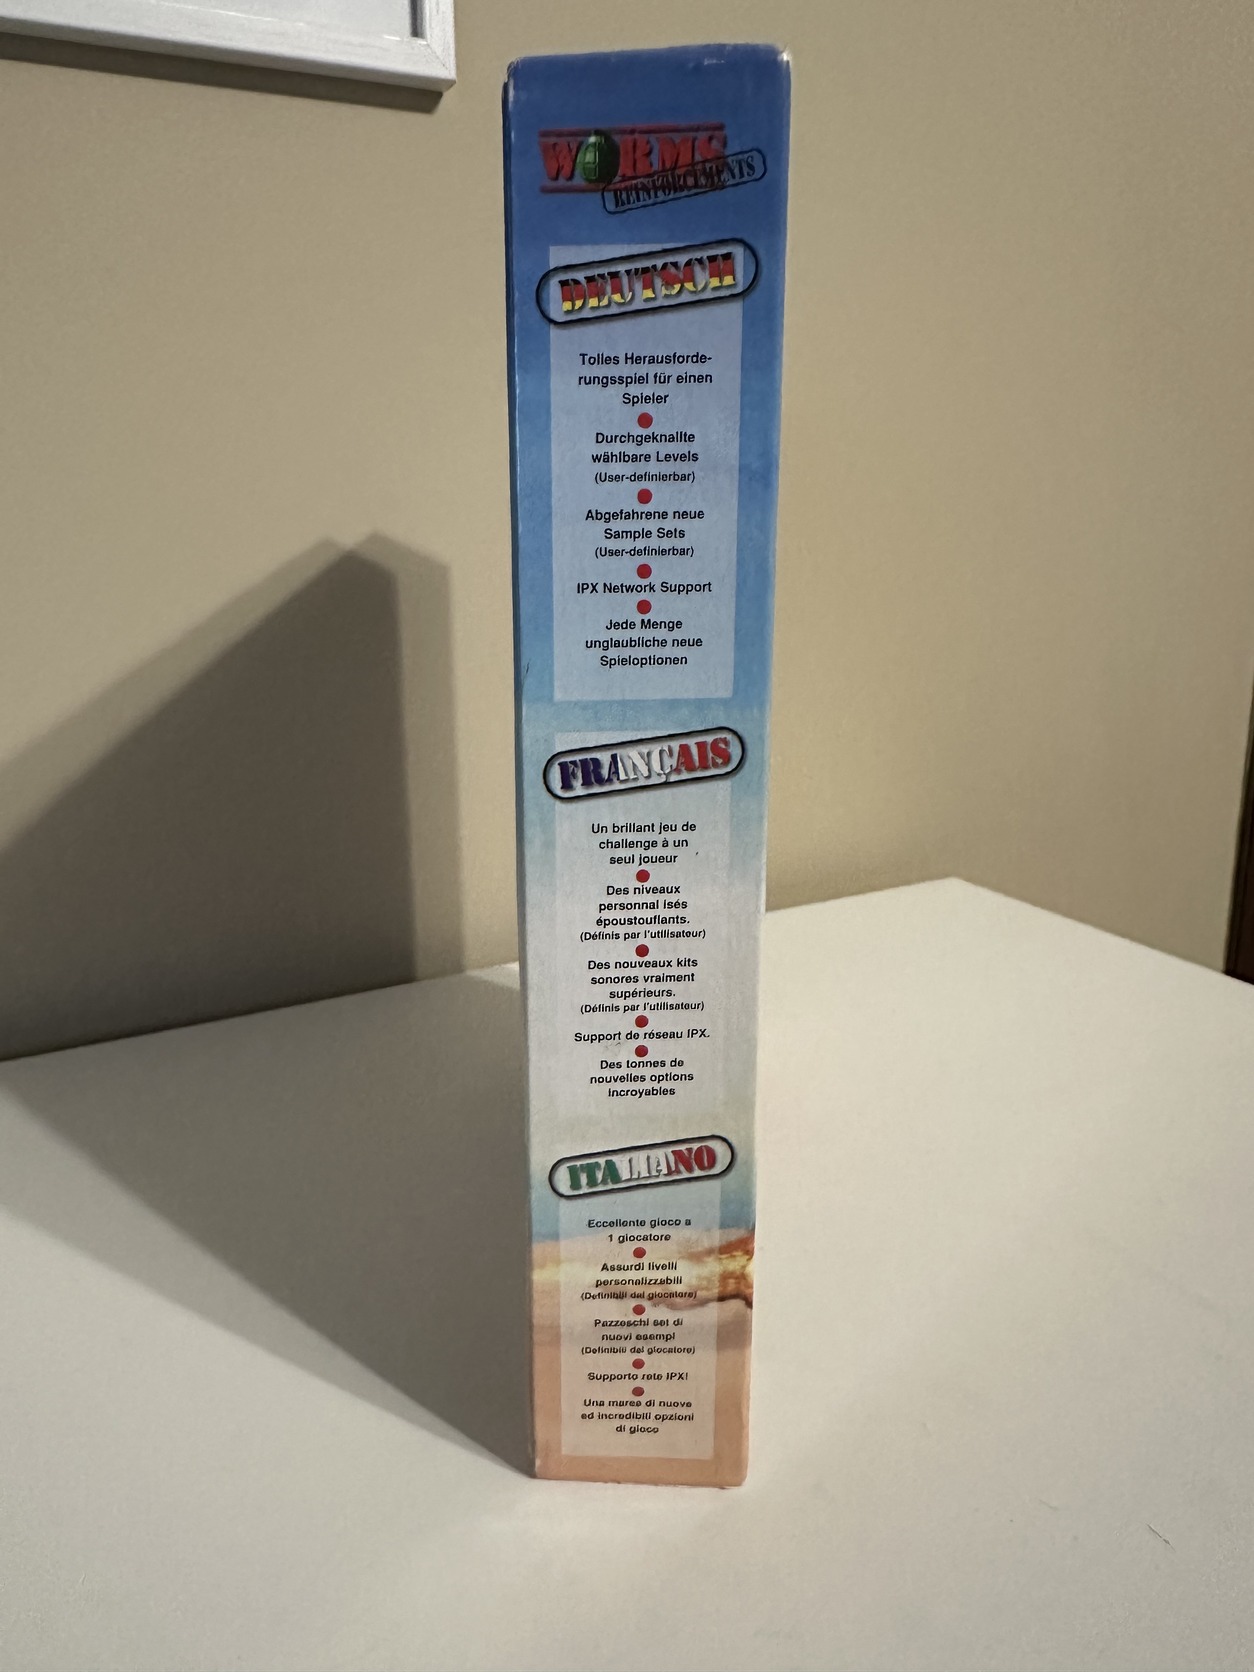 WORMS
REINFORCEMENTS
DEUTSCH
Tolles Herausforde-
rungsspiel für einen
Spieler
Durchgeknallte
wählbare Levels
(User-definierbar)
Abgefahrene neue
Sample Sets
(User-definierbar)
IPX Network Support
Jede Menge
unglaubliche neue
Spieloptionen
FRANÇAIS
Un brillant jeu de
challenge à un
seul joueur
Des niveaux
personnal isés
époustouflants.
(Définis par l'utilisateur)
Des nouveaux kits
sonores vraiment
supérieurs.
(Définis par l'utilisateur)
Support de réseau IPX.
Des tonnes de
nouvelles options
incroyables
ITALIANO
Eccellente gioco a
1 giocatore
Assurdi livelli
personalizzabili
(Definibili dal giocatore)
Pazzeschi set di
nuovi esempi
(Definibili del giocatore)
Supporto rete IPX!
Una marea di nuove
ed incredibili opzioni
di gioco